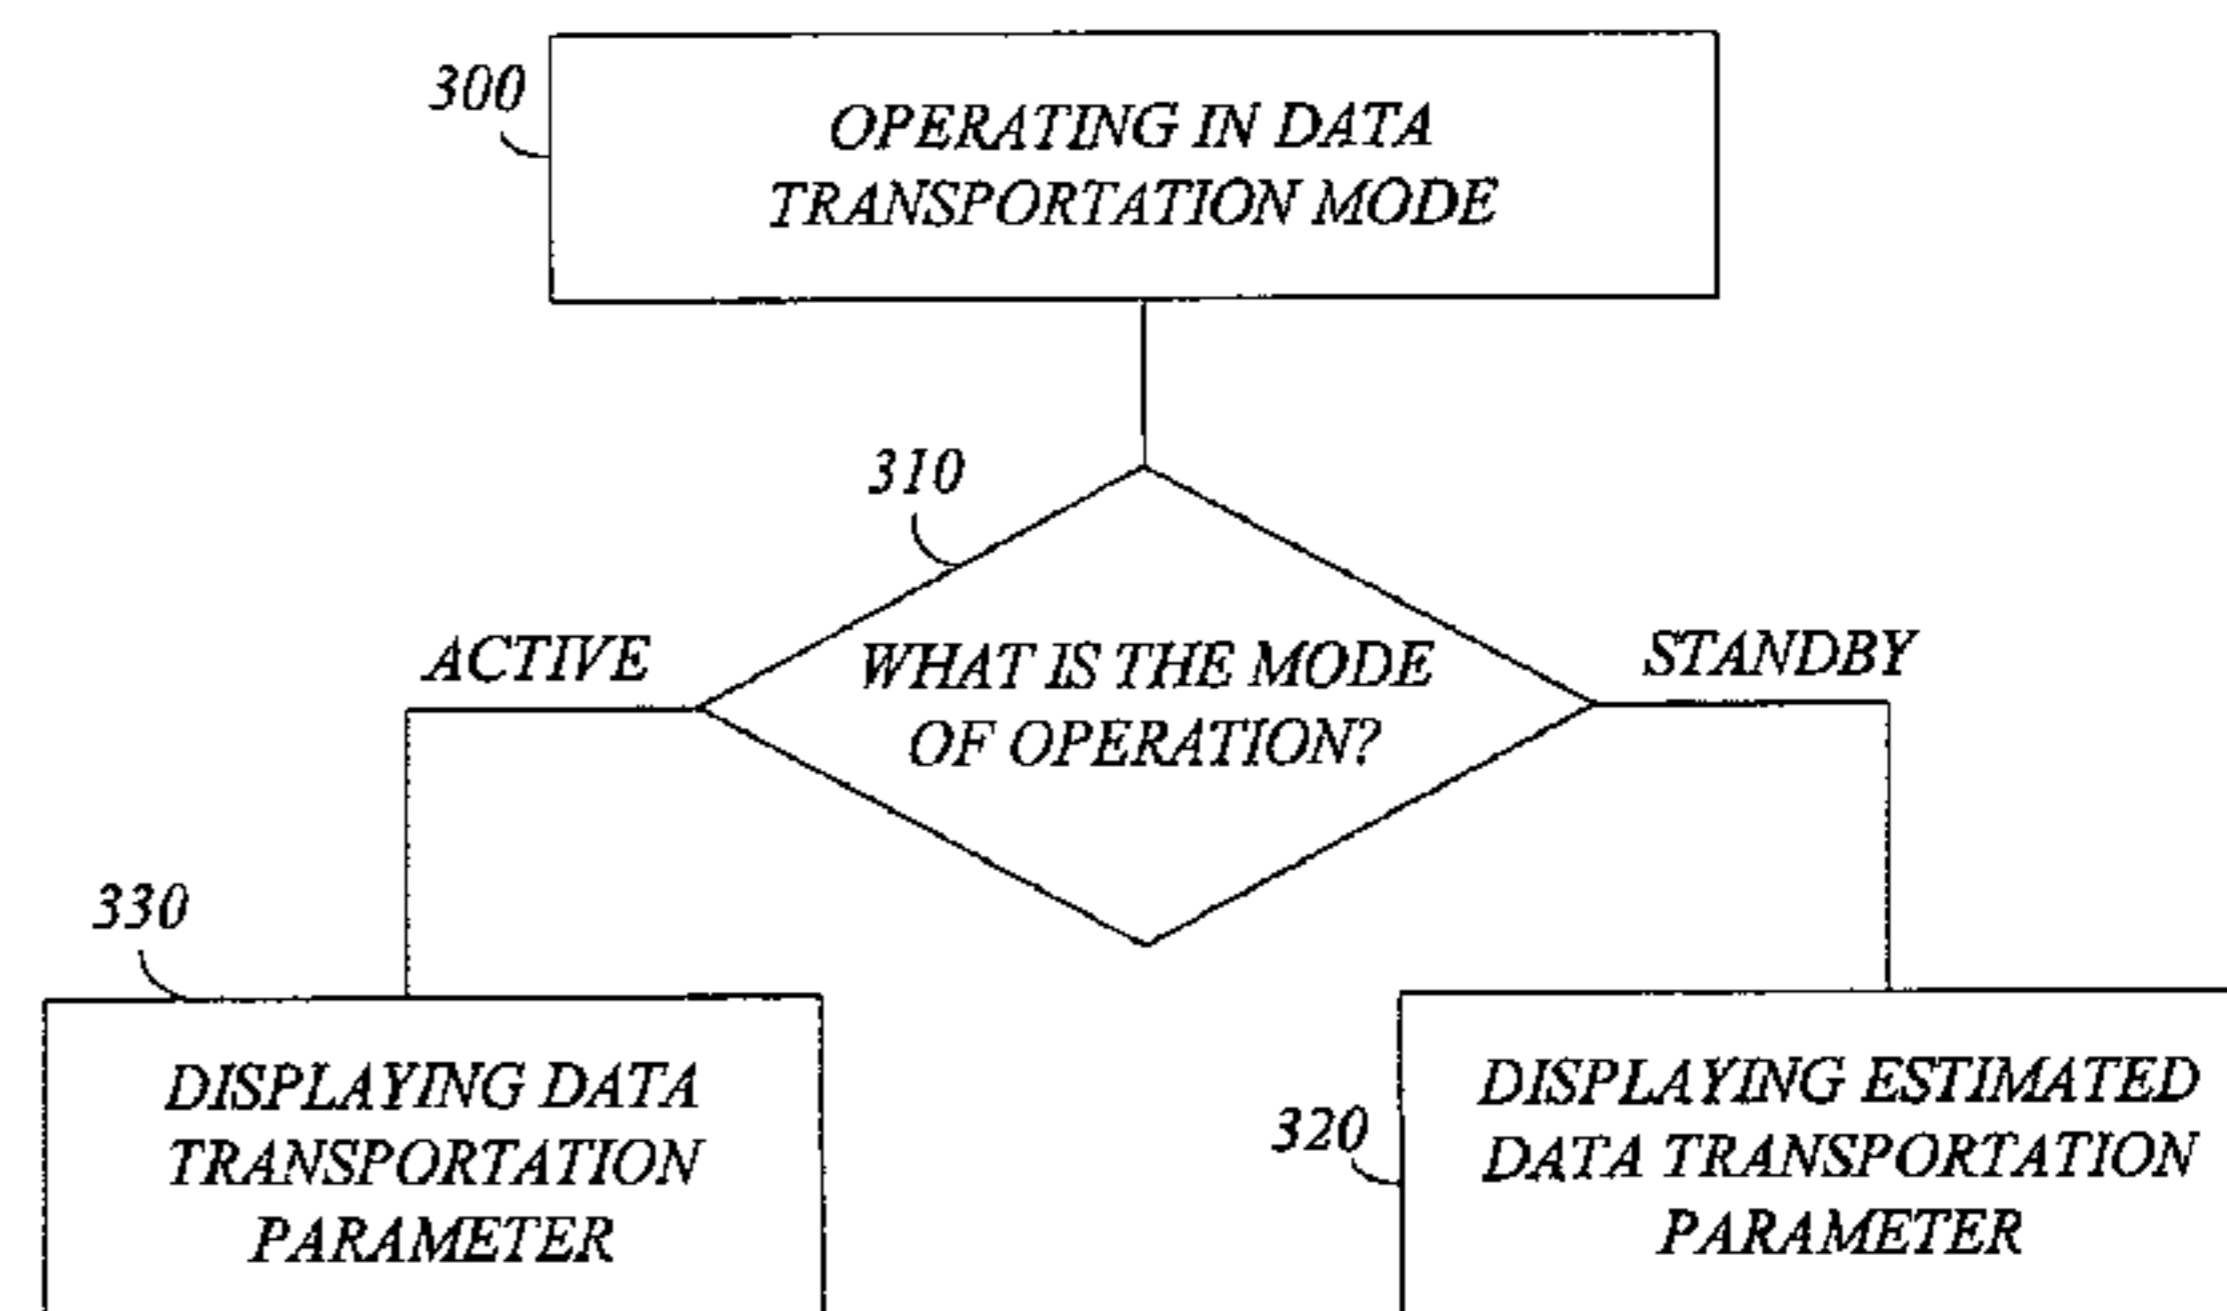 300
OPERATING IN DATA
TRANSPORTATION MODE
310
ACTIVE
WHAT IS THE MODE
OF OPERATION?
STANDBY
330
DISPLAYING DATA
TRANSPORTATION
PARAMETER
320
DISPLAYING ESTIMATED
DATA TRANSPORTATION
PARAMETER